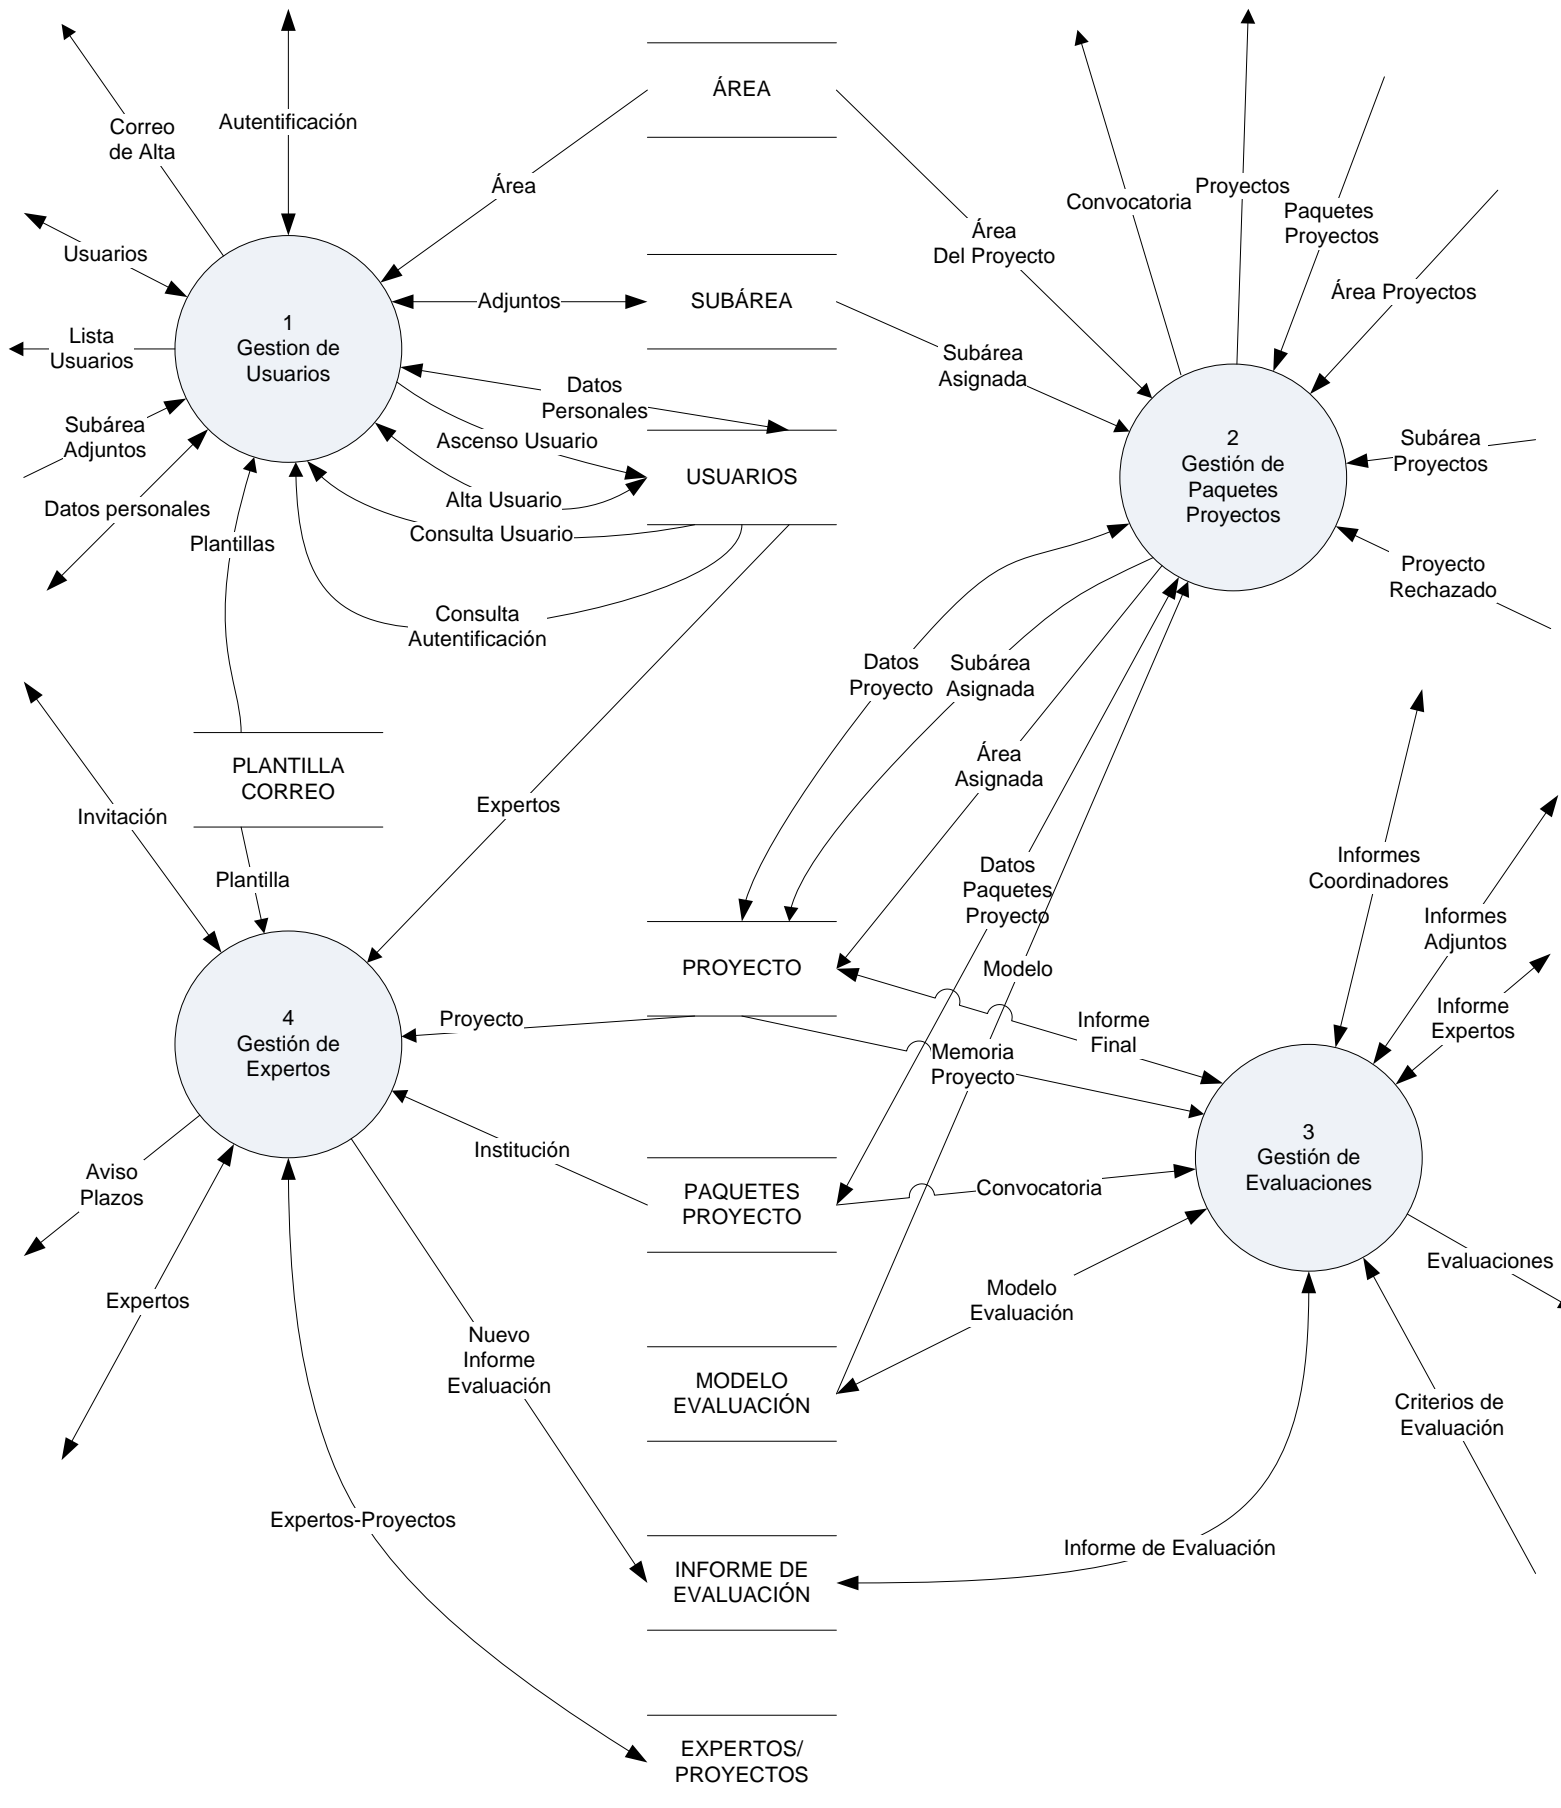 ÁREA
Correo
de Alta
Autentificación
Área
Usuarios
Convocatoria
Proyectos
Paquetes
Proyectos
Área
Del Proyecto
Área Proyectos
Adjuntos
SUBÁREA
1
Gestion de
Usuarios
Lista
Usuarios
Subárea
Asignada
Datos
Personales
Subárea
Adjuntos
Ascenso Usuario
USUARIOS
2
Gestión de
Paquetes
Proyectos
Subárea
Proyectos
Datos personales
Alta Usuario
Consulta Usuario
Plantillas
Proyecto
Rechazado
Consulta
Autentificación
Datos
Proyecto
Subárea
Asignada
PLANTILLA
CORREO
Área
Asignada
Invitación
Expertos
Plantilla
Datos
Paquetes
Proyecto
Informes
Coordinadores
Informes
Adjuntos
PROYECTO
Modelo
Informe
Expertos
4
Gestión de
Expertos
Proyecto
Informe
Final
Memoria
Proyecto
3
Gestión de
Evaluaciones
Institución
Aviso
Plazos
PAQUETES
PROYECTO
Convocatoria
Evaluaciones
Expertos
Modelo
Evaluación
Nuevo
Informe
Evaluación
MODELO
EVALUACIÓN
Criterios de
Evaluación
Expertos-Proyectos
Informe de Evaluación
INFORME DE
EVALUACIÓN
EXPERTOS/
PROYECTOS